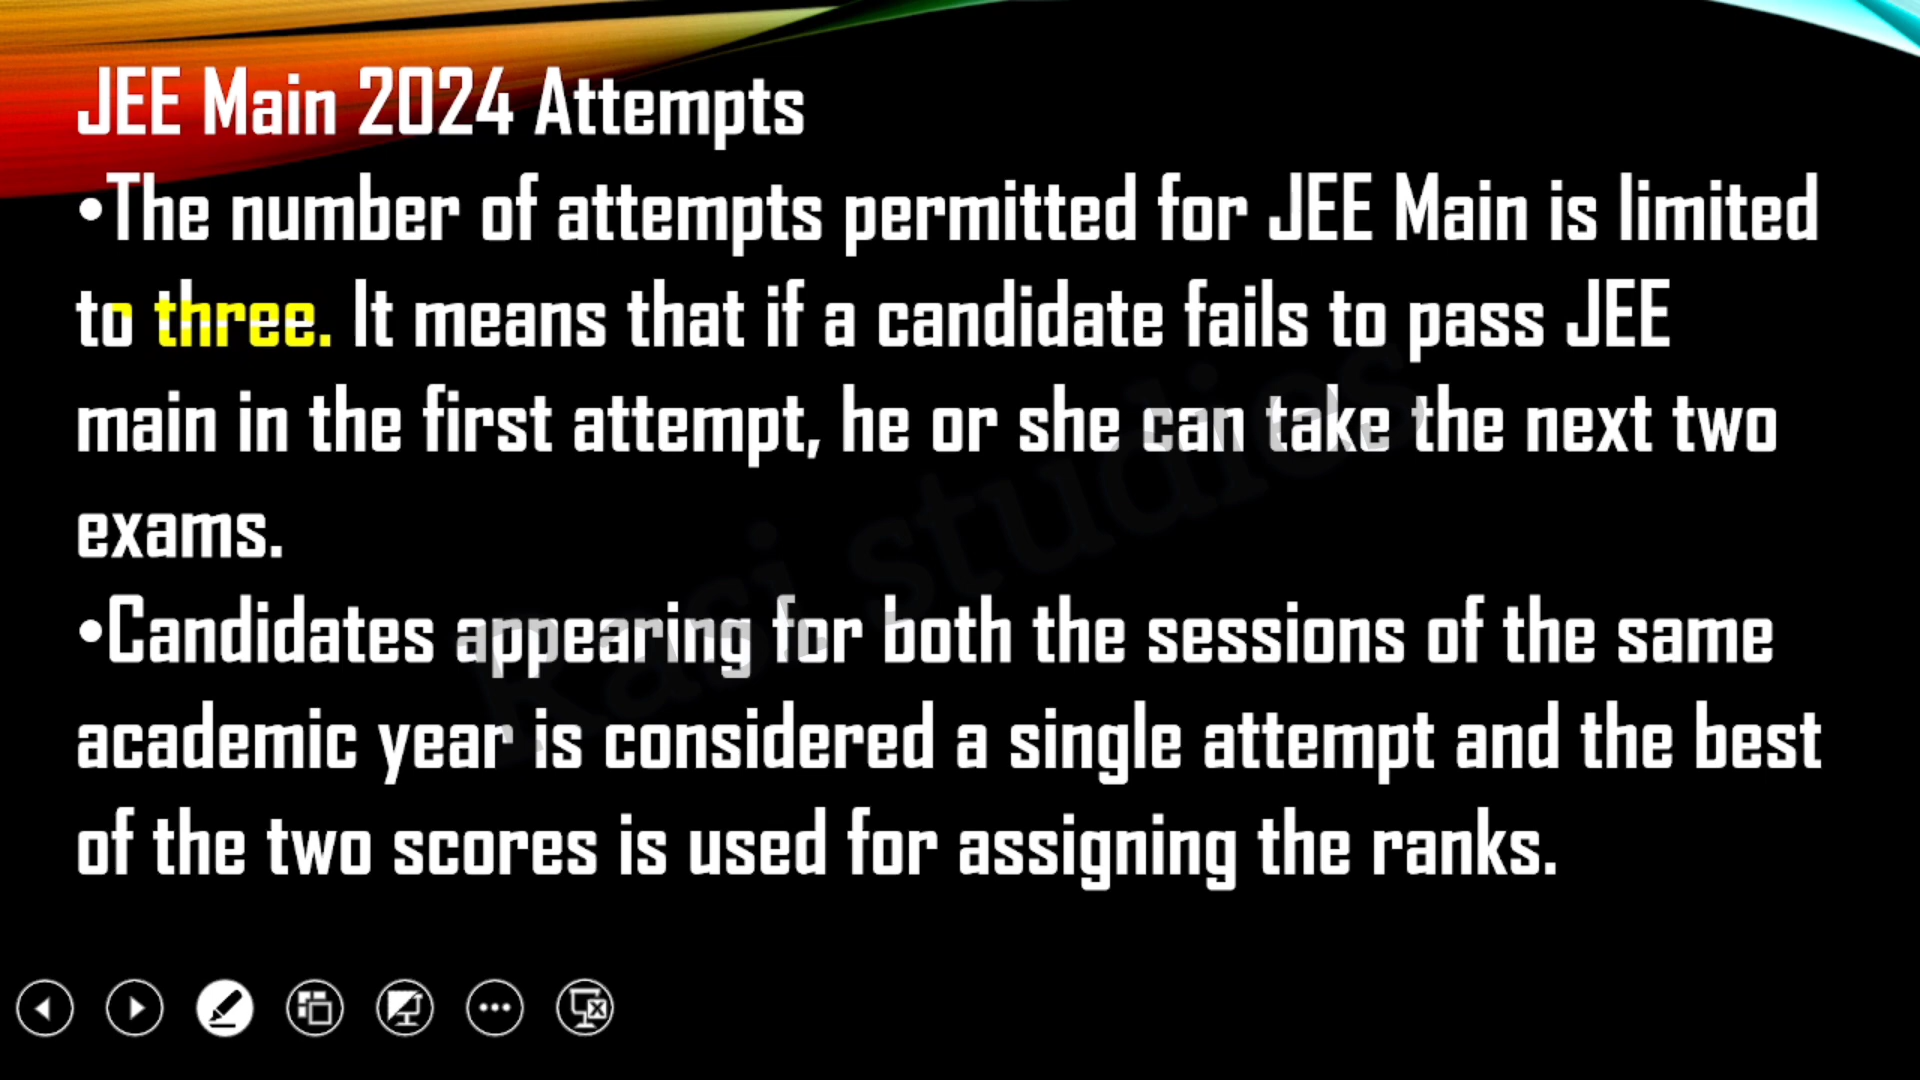 JEE Main 2024 Attempts
•The number of attempts permitted for JEE Main is limited
to three. It means that if a candidate fails to pass JEE
main in the first attempt, he or she can take the next two
exams.
•Candidates appearing for both the sessions of the same
academic year is considered a single attempt and the best
of the two scores is used for assigning the ranks.
Rasi studies